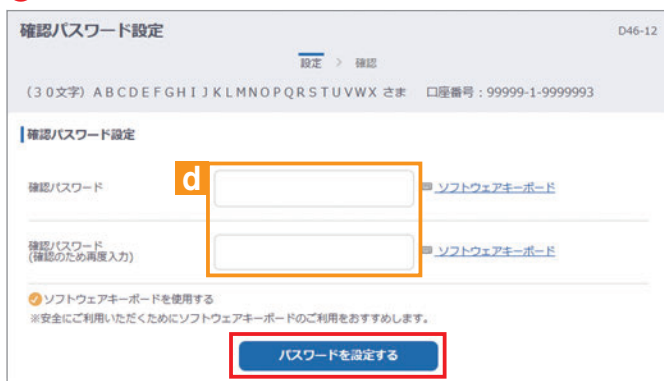 確認パスワード設定
D46-12
設定 > 確認
(30文字) ABCDEFGHIJKLMNOPQRSTUVWX さま 口座番号：99999-1-9999993
確認パスワード設定
確認パスワード
d
ソフトウェアキーボード
確認パスワード
(確認のため再度入力)
ソフトウェアキーボード
ソフトウェアキーボードを使用する
※安全にご利用いただくためにソフトウェアキーボードのご利用をおすすめします。
パスワードを設定する